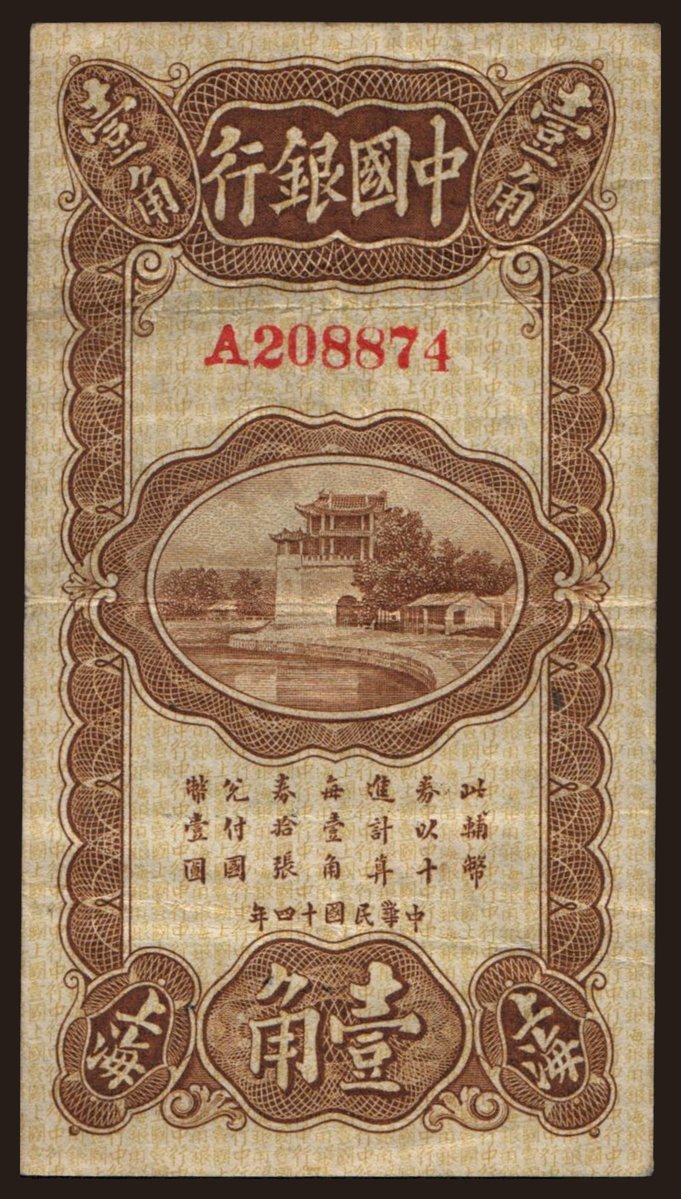 壹角
中國銀行
壹角
A208874
此輔幣
券以十
進計算
每壹角
券拾張
兌付國
幣壹圓
中華民國十四年
上海
壹角
上海